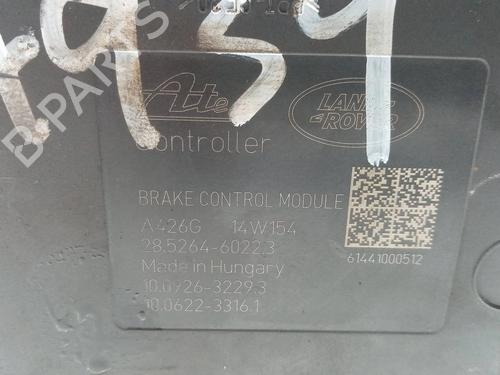 Ate
LAND-
-ROVER
Controller
BRAKE CONTROL MODULE
A426G 14W154
28.5264-6022.3
61441000512
Made in Hungary
10.0926-3229.3
10.0622-3316.1
B-PARTS